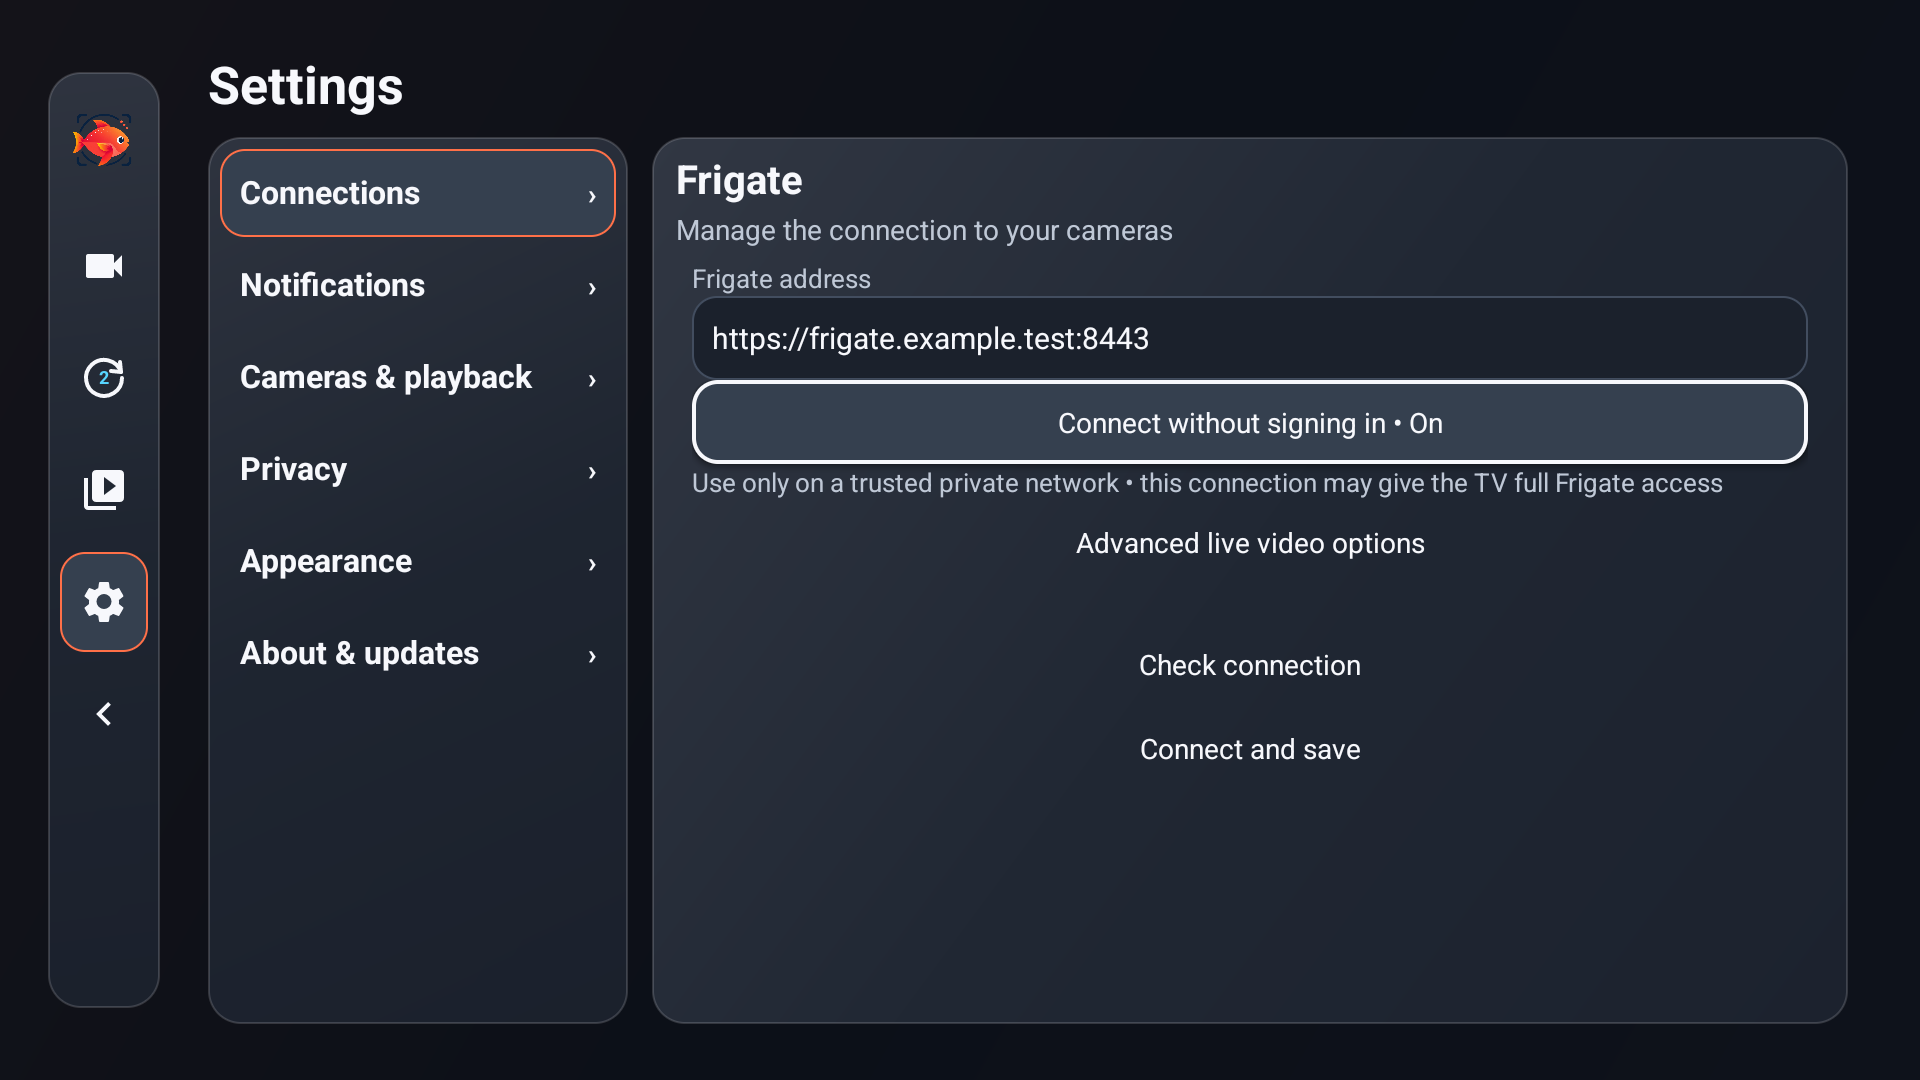 Settings
2
Connections ›
Notifications ›
Cameras & playback ›
Privacy ›
Appearance ›
About & updates ›
Frigate
Manage the connection to your cameras
Frigate address
https://frigate.example.test:8443
Connect without signing in • On
Use only on a trusted private network • this connection may give the TV full Frigate access
Advanced live video options
Check connection
Connect and save